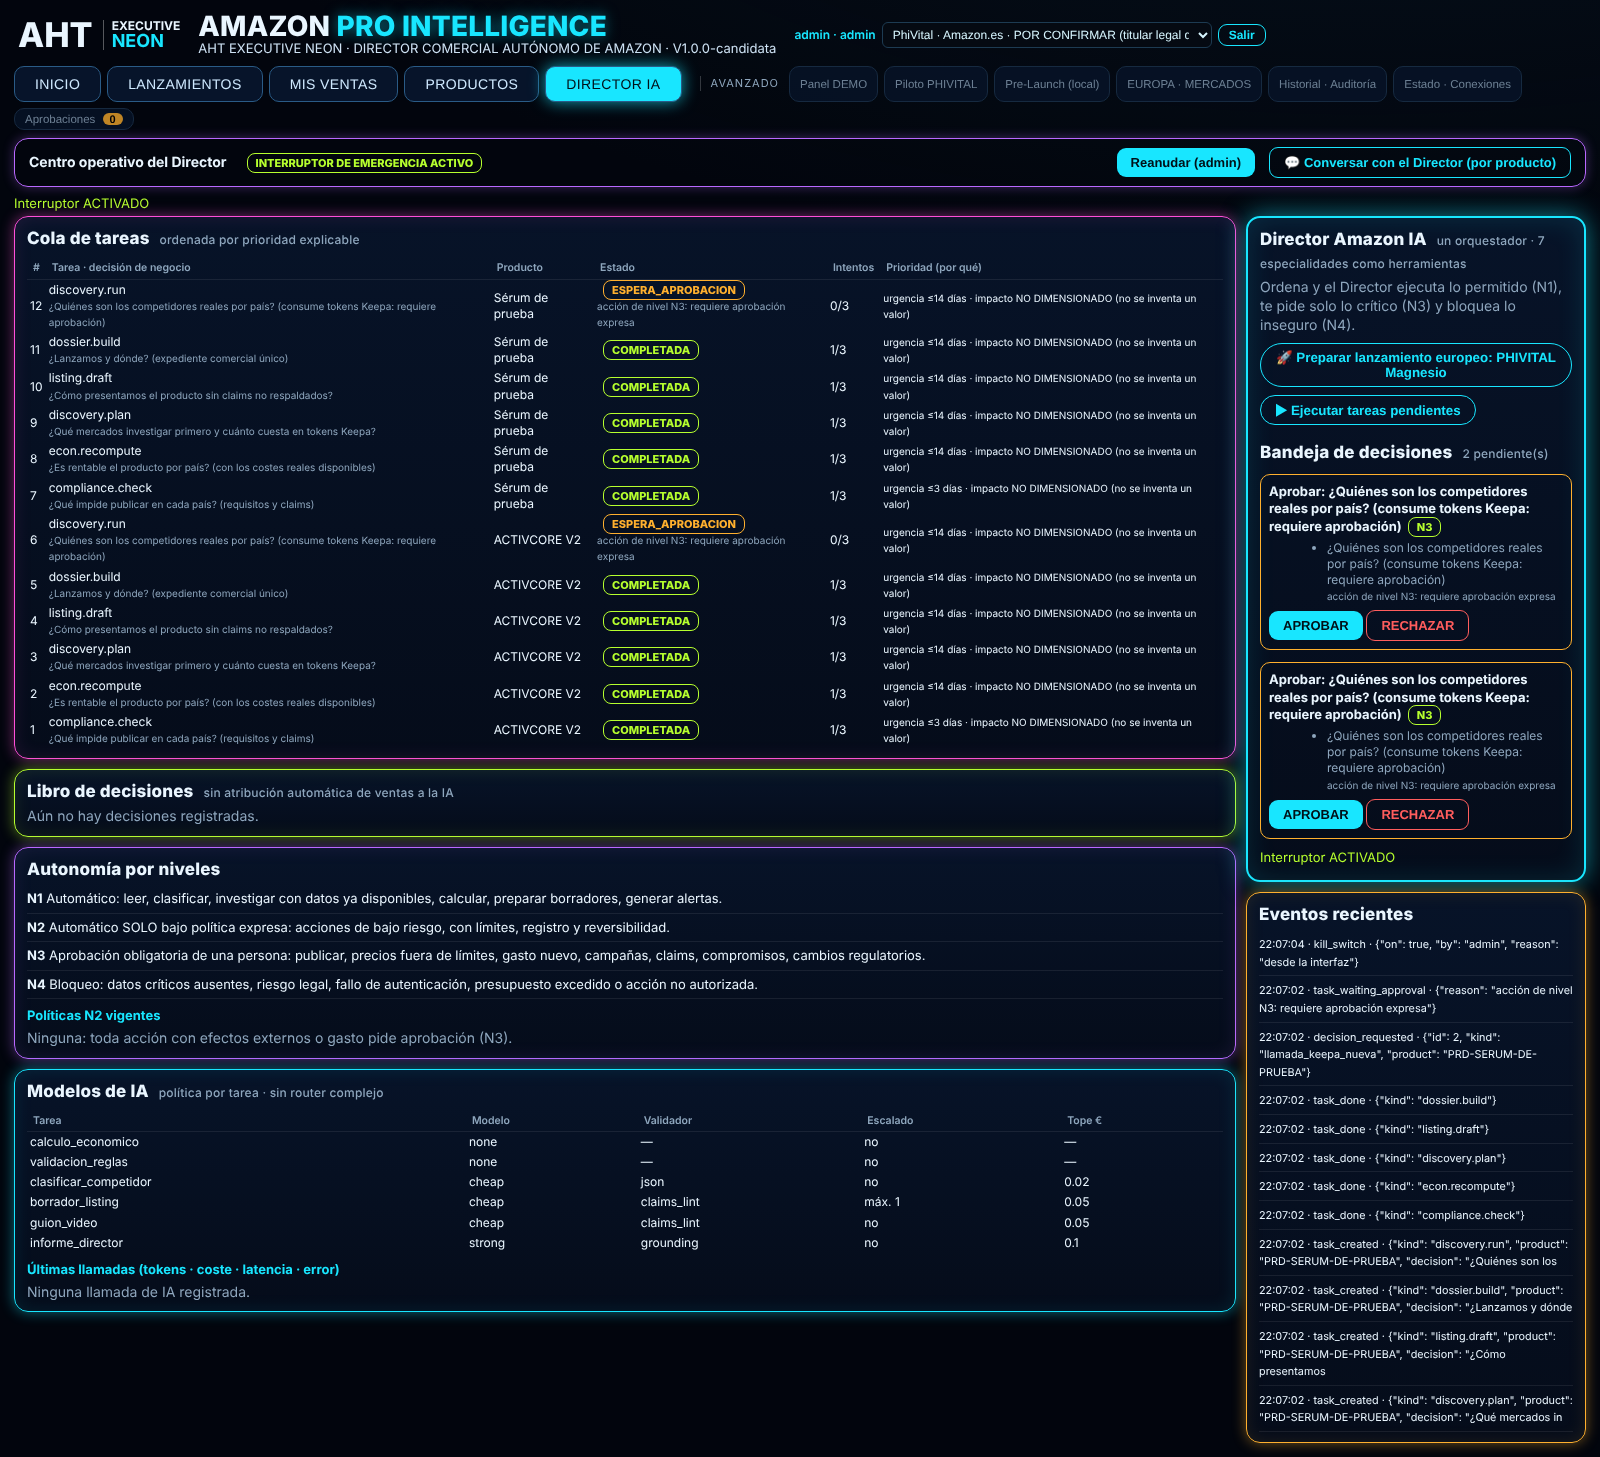 AHT EXECUTIVE NEON
AMAZON PRO INTELLIGENCE
AHT EXECUTIVE NEON · DIRECTOR COMERCIAL AUTÓNOMO DE AMAZON · V1.0.0-candidata
admin · admin
PhiVital · Amazon.es · POR CONFIRMAR (titular legal c
Salir
INICIO
LANZAMIENTOS
MIS VENTAS
PRODUCTOS
DIRECTOR IA
AVANZADO
Panel DEMO
Piloto PHIVITAL
Pre-Launch (local)
EUROPA · MERCADOS
Historial · Auditoría
Estado · Conexiones
Aprobaciones 0
Centro operativo del Director
INTERRUPTOR DE EMERGENCIA ACTIVO
Reanudar (admin)
💬 Conversar con el Director (por producto)
Interruptor ACTIVADO
Cola de tareas ordenada por prioridad explicable
# Tarea · decisión de negocio Producto Estado Intentos Prioridad (por qué)
12 discovery.run
¿Quiénes son los competidores reales por país? (consume tokens Keepa: requiere
aprobación)
Sérum de
prueba
ESPERA_APROBACION
acción de nivel N3: requiere aprobación
expresa
0/3
urgencia ≤14 días · impacto NO DIMENSIONADO (no se inventa un
valor)
11 dossier.build
¿Lanzamos y dónde? (expediente comercial único)
Sérum de
prueba
COMPLETADA
1/3
urgencia ≤14 días · impacto NO DIMENSIONADO (no se inventa un
valor)
10 listing.draft
¿Cómo presentamos el producto sin claims no respaldados?
Sérum de
prueba
COMPLETADA
1/3
urgencia ≤14 días · impacto NO DIMENSIONADO (no se inventa un
valor)
9 discovery.plan
¿Qué mercados investigar primero y cuánto cuesta en tokens Keepa?
Sérum de
prueba
COMPLETADA
1/3
urgencia ≤14 días · impacto NO DIMENSIONADO (no se inventa un
valor)
8 econ.recompute
¿Es rentable el producto por país? (con los costes reales disponibles)
Sérum de
prueba
COMPLETADA
1/3
urgencia ≤14 días · impacto NO DIMENSIONADO (no se inventa un
valor)
7 compliance.check
¿Qué impide publicar en cada país? (requisitos y claims)
Sérum de
prueba
COMPLETADA
1/3
urgencia ≤3 días · impacto NO DIMENSIONADO (no se inventa un
valor)
6 discovery.run
¿Quiénes son los competidores reales por país? (consume tokens Keepa: requiere
aprobación)
ACTIVCORE V2
ESPERA_APROBACION
acción de nivel N3: requiere aprobación
expresa
0/3
urgencia ≤14 días · impacto NO DIMENSIONADO (no se inventa un
valor)
5 dossier.build
¿Lanzamos y dónde? (expediente comercial único)
ACTIVCORE V2
COMPLETADA
1/3
urgencia ≤14 días · impacto NO DIMENSIONADO (no se inventa un
valor)
4 listing.draft
¿Cómo presentamos el producto sin claims no respaldados?
ACTIVCORE V2
COMPLETADA
1/3
urgencia ≤14 días · impacto NO DIMENSIONADO (no se inventa un
valor)
3 discovery.plan
¿Qué mercados investigar primero y cuánto cuesta en tokens Keepa?
ACTIVCORE V2
COMPLETADA
1/3
urgencia ≤14 días · impacto NO DIMENSIONADO (no se inventa un
valor)
2 econ.recompute
¿Es rentable el producto por país? (con los costes reales disponibles)
ACTIVCORE V2
COMPLETADA
1/3
urgencia ≤14 días · impacto NO DIMENSIONADO (no se inventa un
valor)
1 compliance.check
¿Qué impide publicar en cada país? (requisitos y claims)
ACTIVCORE V2
COMPLETADA
1/3
urgencia ≤3 días · impacto NO DIMENSIONADO (no se inventa un
valor)
Libro de decisiones sin atribución automática de ventas a la IA
Aún no hay decisiones registradas.
Autonomía por niveles
N1 Automático: leer, clasificar, investigar con datos ya disponibles, calcular, preparar borradores, generar alertas.
N2 Automático SOLO bajo política expresa: acciones de bajo riesgo, con límites, registro y reversibilidad.
N3 Aprobación obligatoria de una persona: publicar, precios fuera de límites, gasto nuevo, campañas, claims, compromisos, cambios regulatorios.
N4 Bloqueo: datos críticos ausentes, riesgo legal, fallo de autenticación, presupuesto excedido o acción no autorizada.
Políticas N2 vigentes
Ninguna: toda acción con efectos externos o gasto pide aprobación (N3).
Modelos de IA política por tarea · sin router complejo
Tarea Modelo Validador Escalado Tope €
calculo_economico none — no —
validacion_reglas none — no —
clasificar_competidor cheap json no 0.02
borrador_listing cheap claims_lint máx. 1 0.05
guion_video cheap claims_lint no 0.05
informe_director strong grounding no 0.1
Últimas llamadas (tokens · coste · latencia · error)
Ninguna llamada de IA registrada.
Director Amazon IA un orquestador · 7
especialidades como herramientas
Ordena y el Director ejecuta lo permitido (N1),
te pide solo lo crítico (N3) y bloquea lo
inseguro (N4).
🚀 Preparar lanzamiento europeo: PHIVITAL
Magnesio
▶ Ejecutar tareas pendientes
Bandeja de decisiones 2 pendiente(s)
Aprobar: ¿Quiénes son los competidores
reales por país? (consume tokens Keepa:
requiere aprobación) N3
• ¿Quiénes son los competidores reales
por país? (consume tokens Keepa:
requiere aprobación)
acción de nivel N3: requiere aprobación expresa
APROBAR RECHAZAR
Aprobar: ¿Quiénes son los competidores
reales por país? (consume tokens Keepa:
requiere aprobación) N3
• ¿Quiénes son los competidores reales
por país? (consume tokens Keepa:
requiere aprobación)
acción de nivel N3: requiere aprobación expresa
APROBAR RECHAZAR
Interruptor ACTIVADO
Eventos recientes
22:07:04 · kill_switch · {"on": true, "by": "admin", "reason":
"desde la interfaz"}
22:07:02 · task_waiting_approval · {"reason": "acción de nivel
N3: requiere aprobación expresa"}
22:07:02 · decision_requested · {"id": 2, "kind":
"llamada_keepa_nueva", "product": "PRD-SERUM-DE-
PRUEBA"}
22:07:02 · task_done · {"kind": "dossier.build"}
22:07:02 · task_done · {"kind": "listing.draft"}
22:07:02 · task_done · {"kind": "discovery.plan"}
22:07:02 · task_done · {"kind": "econ.recompute"}
22:07:02 · task_done · {"kind": "compliance.check"}
22:07:02 · task_created · {"kind": "discovery.run", "product":
"PRD-SERUM-DE-PRUEBA", "decision": "¿Quiénes son los
22:07:02 · task_created · {"kind": "dossier.build", "product":
"PRD-SERUM-DE-PRUEBA", "decision": "¿Lanzamos y dónde
22:07:02 · task_created · {"kind": "listing.draft", "product":
"PRD-SERUM-DE-PRUEBA", "decision": "¿Cómo
presentamos
22:07:02 · task_created · {"kind": "discovery.plan", "product":
"PRD-SERUM-DE-PRUEBA", "decision": "¿Qué mercados in